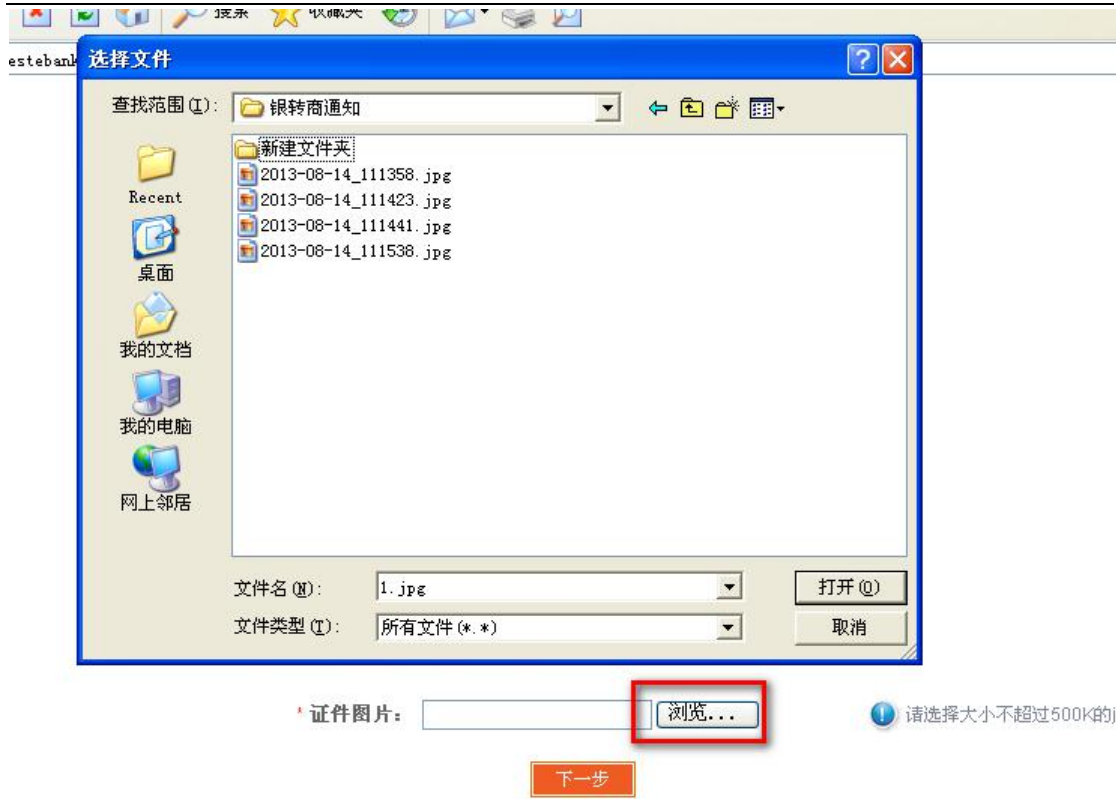 搜索 收藏夹
estebank
选择文件
查找范围(I): 银转商通知
新建文件夹
2013-08-14_111358.jpg
2013-08-14_111423.jpg
2013-08-14_111441.jpg
2013-08-14_111538.jpg
Recent
桌面
我的文档
我的电脑
网上邻居
文件名(N): 1.jpg 打开(O)
文件类型(T): 所有文件(*.*) 取消
* 证件图片: 浏览... 请选择大小不超过500K的j
下一步